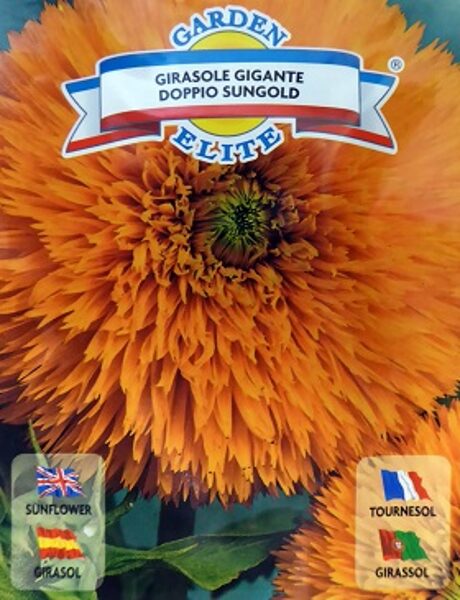 GARDEN
GIRASOLE GIGANTE
DOPPIO SUNGOLD
®
ELITE
SUNFLOWER
GIRASOL
TOURNESOL
GIRASSOL